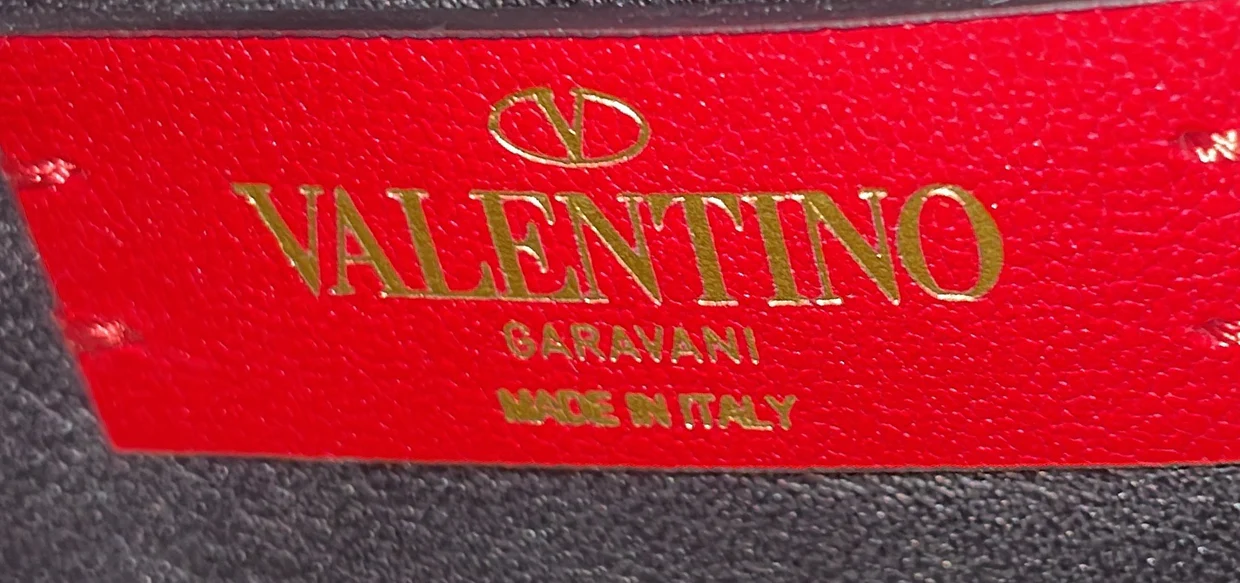 V
VALENTINO
GARAVANI
MADE IN ITALY